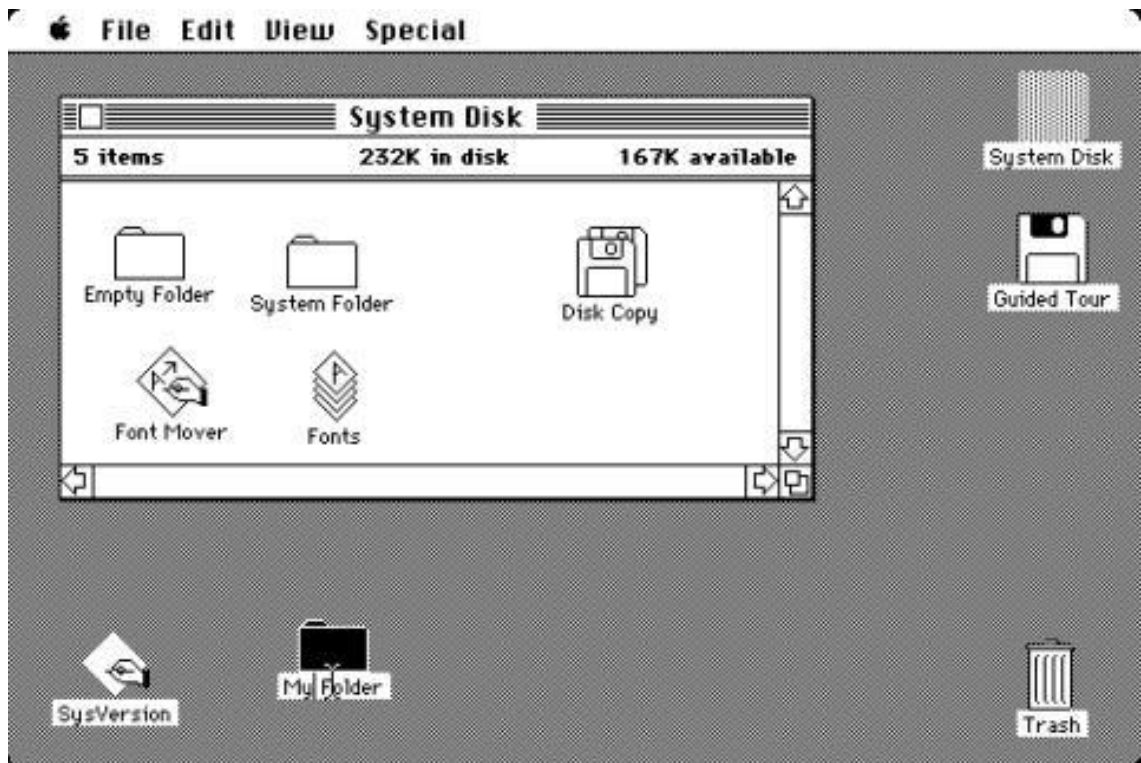 File Edit View Special
System Disk
5 items 232K in disk 167K available
System Disk
Empty Folder
System Folder
Disk Copy
Guided Tour
Font Mover
Fonts
SysVersion
My Folder
Trash